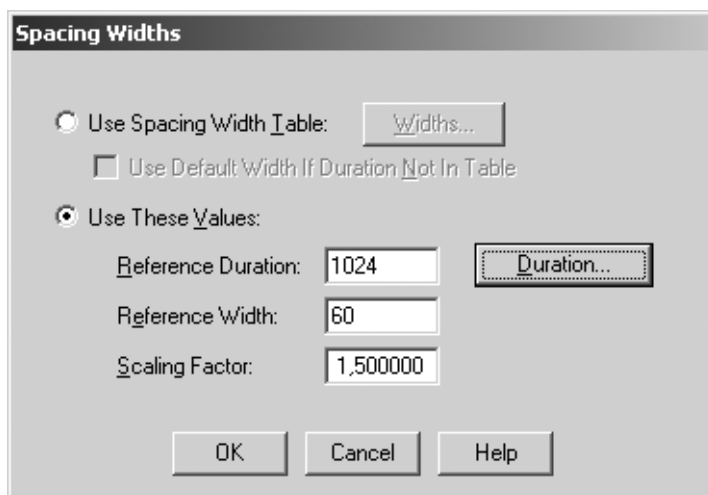 Spacing Widths
Use Spacing Width Table: Widths...
Use Default Width If Duration Not In Table
Use These Values:
Reference Duration: 1024 Duration...
Reference Width: 60
Scaling Factor: 1,500000
OK Cancel Help